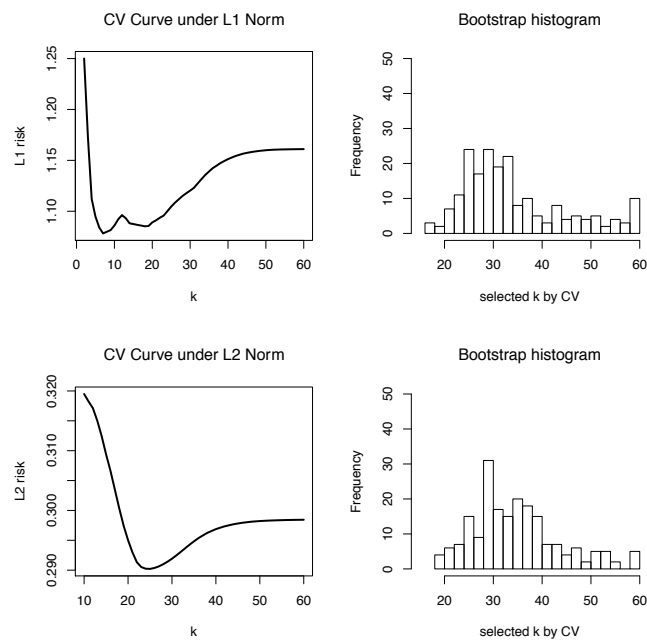 CV Curve under L1 Norm
L1 risk
1.10 1.15 1.20 1.25
0 10 20 30 40 50 60
k
Bootstrap histogram
Frequency
0 10 20 30 40 50
20 30 40 50 60
selected k by CV
CV Curve under L2 Norm
L2 risk
0.290 0.300 0.310 0.320
10 20 30 40 50 60
k
Bootstrap histogram
Frequency
0 10 20 30 40 50
20 30 40 50 60
selected k by CV